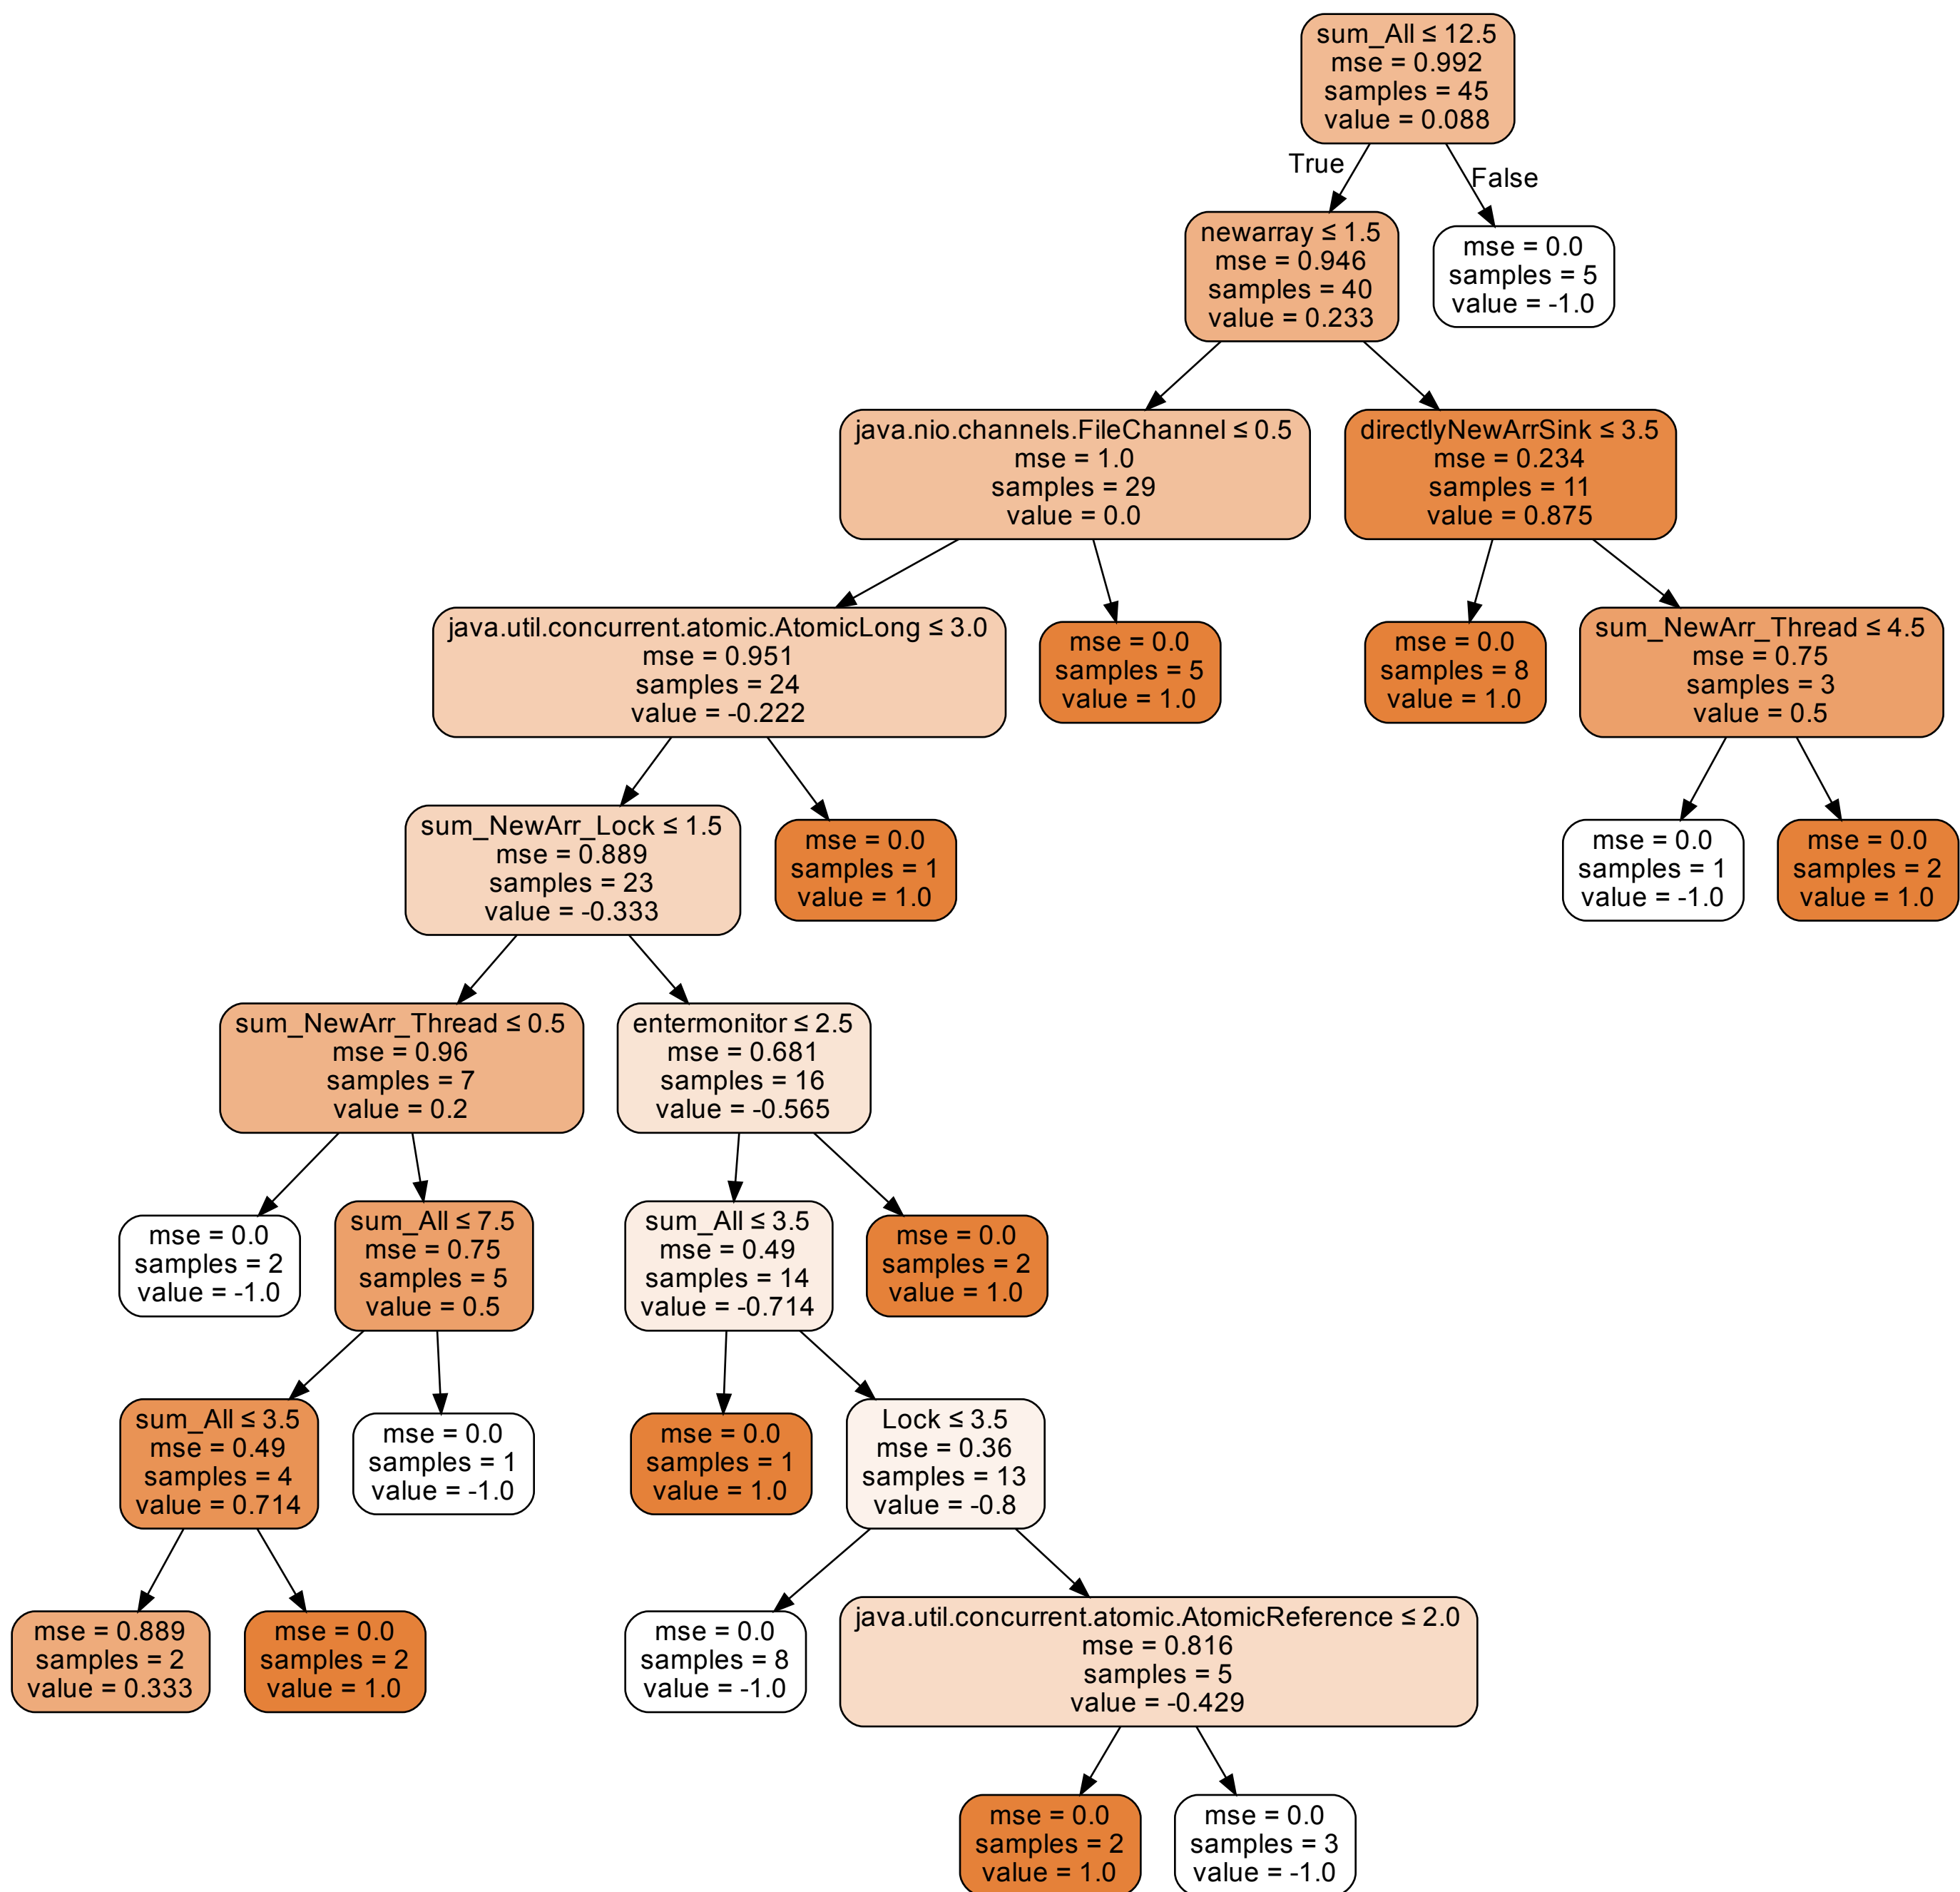 sum_All ≤ 12.5
mse = 0.992
samples = 45
value = 0.088
True
False
newarray ≤ 1.5
mse = 0.946
samples = 40
value = 0.233
mse = 0.0
samples = 5
value = -1.0
java.nio.channels.FileChannel ≤ 0.5
mse = 1.0
samples = 29
value = 0.0
directlyNewArrSink ≤ 3.5
mse = 0.234
samples = 11
value = 0.875
java.util.concurrent.atomic.AtomicLong ≤ 3.0
mse = 0.951
samples = 24
value = -0.222
mse = 0.0
samples = 5
value = 1.0
mse = 0.0
samples = 8
value = 1.0
sum_NewArr_Thread ≤ 4.5
mse = 0.75
samples = 3
value = 0.5
sum_NewArr_Lock ≤ 1.5
mse = 0.889
samples = 23
value = -0.333
mse = 0.0
samples = 1
value = 1.0
mse = 0.0
samples = 1
value = -1.0
mse = 0.0
samples = 2
value = 1.0
sum_NewArr_Thread ≤ 0.5
mse = 0.96
samples = 7
value = 0.2
entermonitor ≤ 2.5
mse = 0.681
samples = 16
value = -0.565
mse = 0.0
samples = 2
value = -1.0
sum_All ≤ 7.5
mse = 0.75
samples = 5
value = 0.5
sum_All ≤ 3.5
mse = 0.49
samples = 14
value = -0.714
mse = 0.0
samples = 2
value = 1.0
sum_All ≤ 3.5
mse = 0.49
samples = 4
value = 0.714
mse = 0.0
samples = 1
value = -1.0
mse = 0.0
samples = 1
value = 1.0
Lock ≤ 3.5
mse = 0.36
samples = 13
value = -0.8
mse = 0.889
samples = 2
value = 0.333
mse = 0.0
samples = 2
value = 1.0
mse = 0.0
samples = 8
value = -1.0
java.util.concurrent.atomic.AtomicReference ≤ 2.0
mse = 0.816
samples = 5
value = -0.429
mse = 0.0
samples = 2
value = 1.0
mse = 0.0
samples = 3
value = -1.0